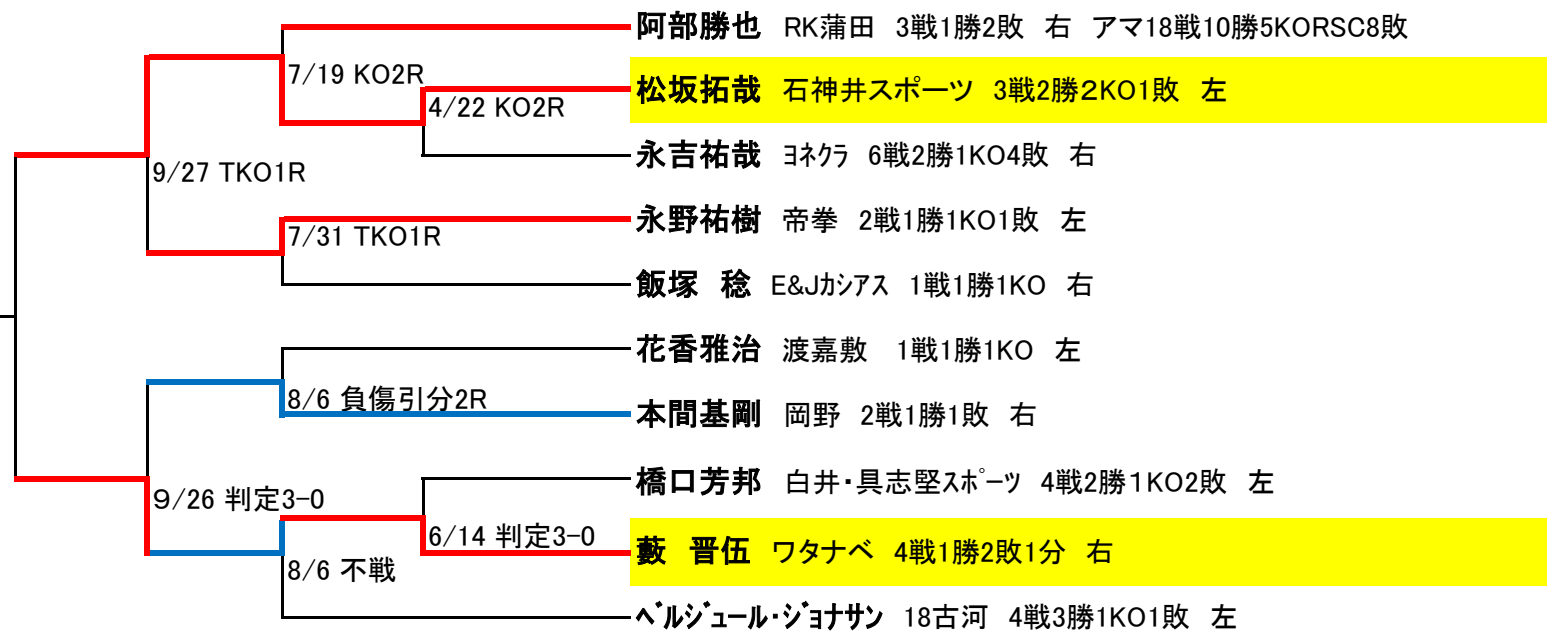 阿部勝也 RK蒲田 3戦1勝2敗 右 アマ18戦10勝5KORSC8敗
7/19 KO2R
松坂拓哉 石神井スポーツ 3戦2勝2KO1敗 左
4/22 KO2R
永吉祐哉 ﾖﾈｸﾗ 6戦2勝1KO4敗 右
9/27 TKO1R
永野祐樹 帝拳 2戦1勝1KO1敗 左
7/31 TKO1R
飯塚 稔 E&Jｶｼｱｽ 1戦1勝1KO 右
花香雅治 渡嘉敷 1戦1勝1KO 左
8/6 負傷引分2R
本間基剛 岡野 2戦1勝1敗 右
橋口芳邦 白井・具志堅ｽﾎﾟｰﾂ 4戦2勝1KO2敗 左
9/26 判定3-0
6/14 判定3-0
藪 晋伍 ワタナベ 4戦1勝2敗1分 右
8/6 不戦
ﾍﾞﾙｼﾞｭｰﾙ・ｼﾞｮﾅｻﾝ 18古河 4戦3勝1KO1敗 左